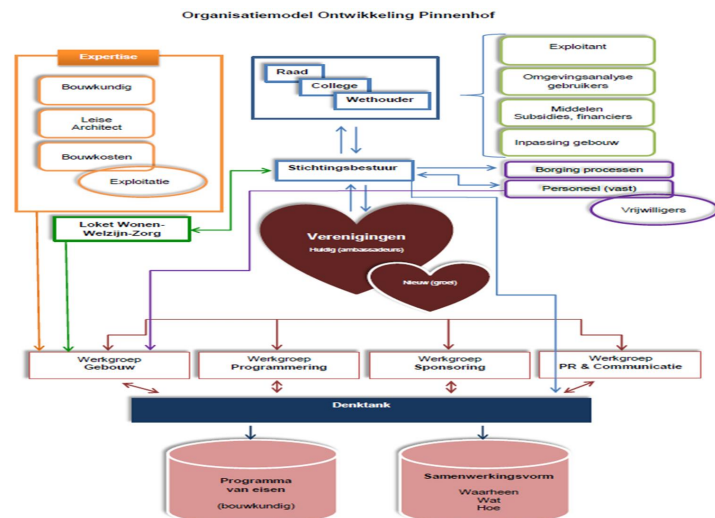 Organisatiemodel Ontwikkeling Pinnenhof
Expertise
Bouwkundig
Leise
Architect
Bouwkosten
Exploitatie
Raad
College
Wethouder
Exploitant
Omgevingsanalyse
gebruikers
Middelen
Subsidies, financiers
Inpassing gebouw
Stichtingsbestuur
Borging processen
Personeel (vast)
Vrijwilligers
Loket Wonen-
Welzijn-Zorg
Verenigingen
Huidig (ambassadeurs)
Nieuw (groei)
Werkgroep
Gebouw
Werkgroep
Programmering
Werkgroep
Sponsoring
Werkgroep
PR & Communicatie
Denktank
Programma
van eisen
(bouwkundig)
Samenwerkingsvorm
Waarheen
Wat
Hoe